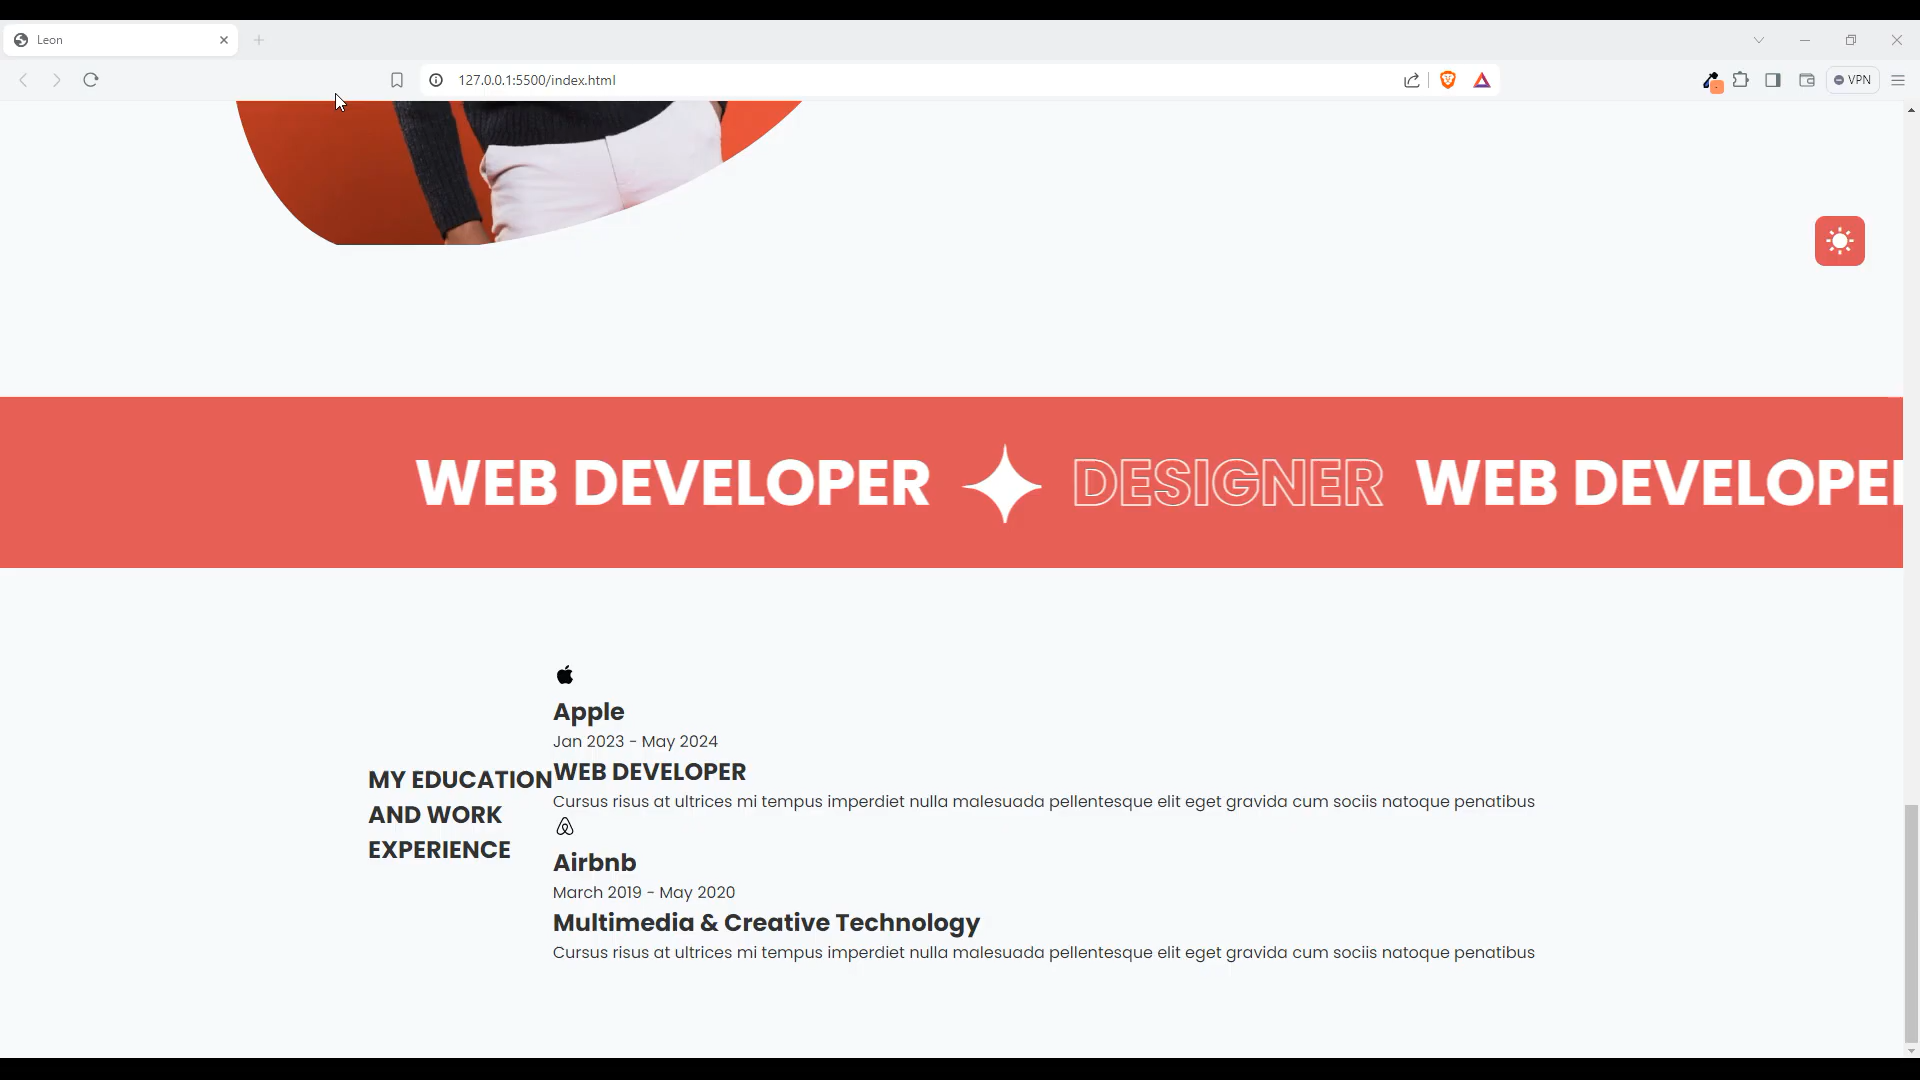 Leon
127.0.0.1:5500/index.html
VPN
WEB DEVELOPER DESIGNER WEB DEVELOPER
Apple
Jan 2023 - May 2024
WEB DEVELOPER
Cursus risus at ultrices mi tempus imperdiet nulla malesuada pellentesque elit eget gravida cum sociis natoque penatibus
MY EDUCATION
AND WORK
EXPERIENCE
Airbnb
March 2019 - May 2020
Multimedia & Creative Technology
Cursus risus at ultrices mi tempus imperdiet nulla malesuada pellentesque elit eget gravida cum sociis natoque penatibus